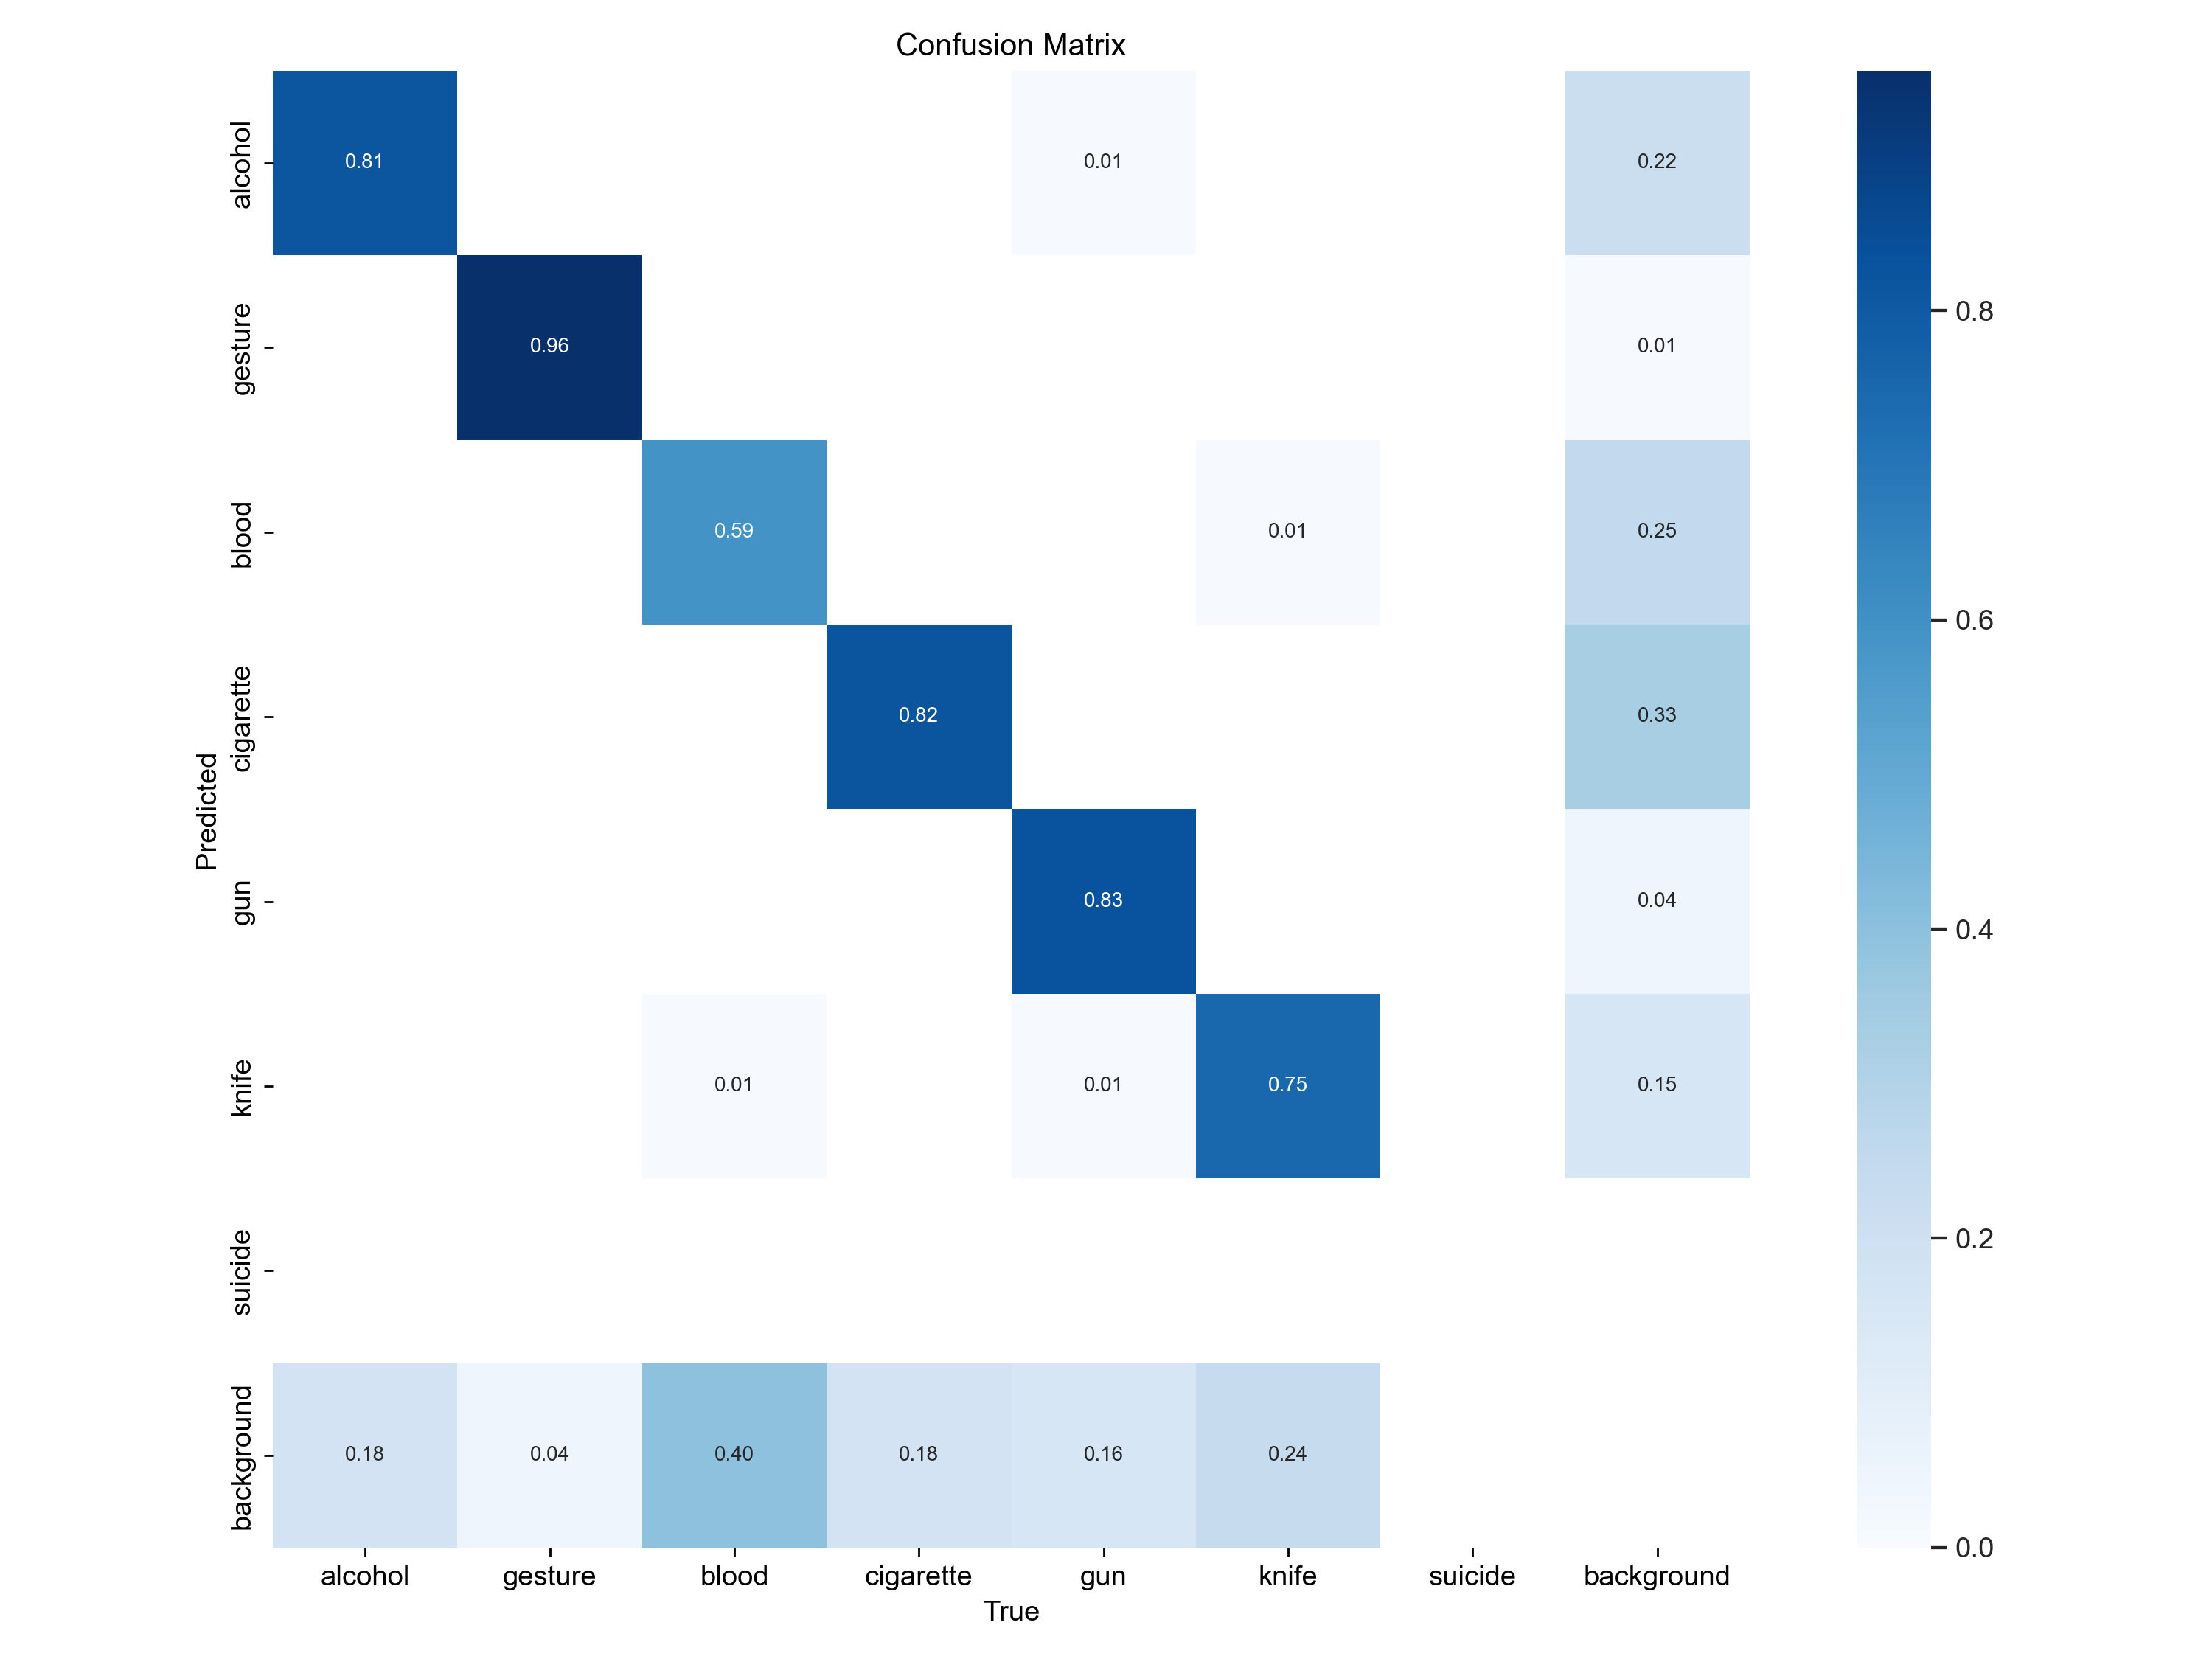 Confusion Matrix
alcohol
0.81
0.01
0.22
gesture
0.96
0.01
blood
0.59
0.01
0.25
cigarette
0.82
0.33
gun
0.83
0.04
knife
0.01
0.01
0.75
0.15
suicide
background
0.18
0.04
0.40
0.18
0.16
0.24
Predicted
alcohol
gesture
blood
cigarette
gun
knife
suicide
background
True
0.8
0.6
0.4
0.2
0.0